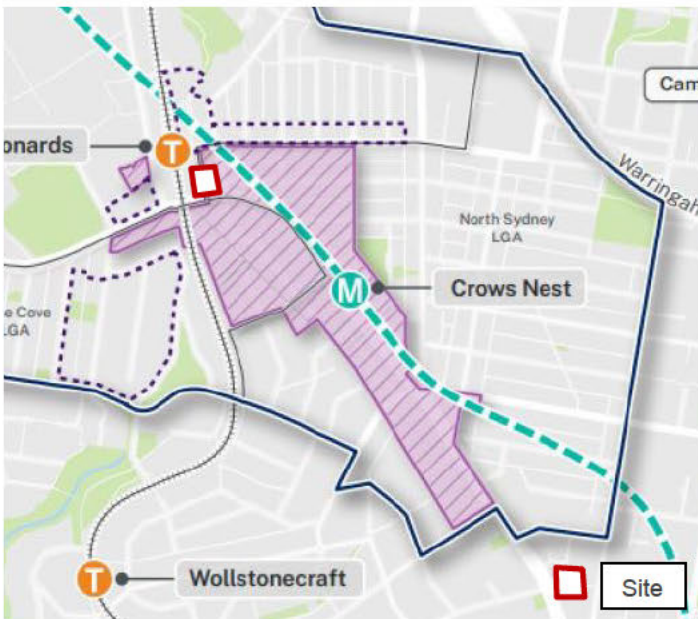 Cam
onards
T
Warringah
North Sydney
LGA
M
Crows Nest
e Cove
LGA
T
Wollstonecraft
Site